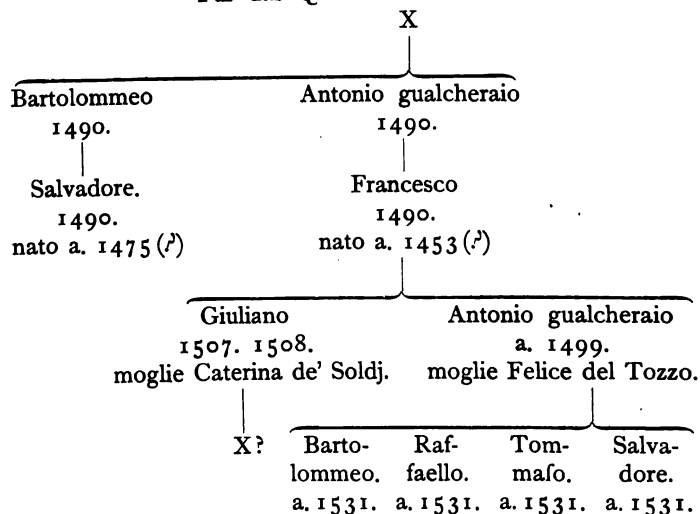 X
Bartolommeo Antonio gualcheraio
1490. 1490.
Salvadore. Francesco
1490. 1490.
nato a. 1475 (?) nato a. 1453 (?)
Giuliano Antonio gualcheraio
1507. 1508. a. 1499.
moglie Caterina de' Soldj. moglie Felice del Tozzo.
X? Barto- Raf- Tom- Salva-
lommeo. faello. maſo. dore.
a. 1531. a. 1531. a. 1531. a. 1531.